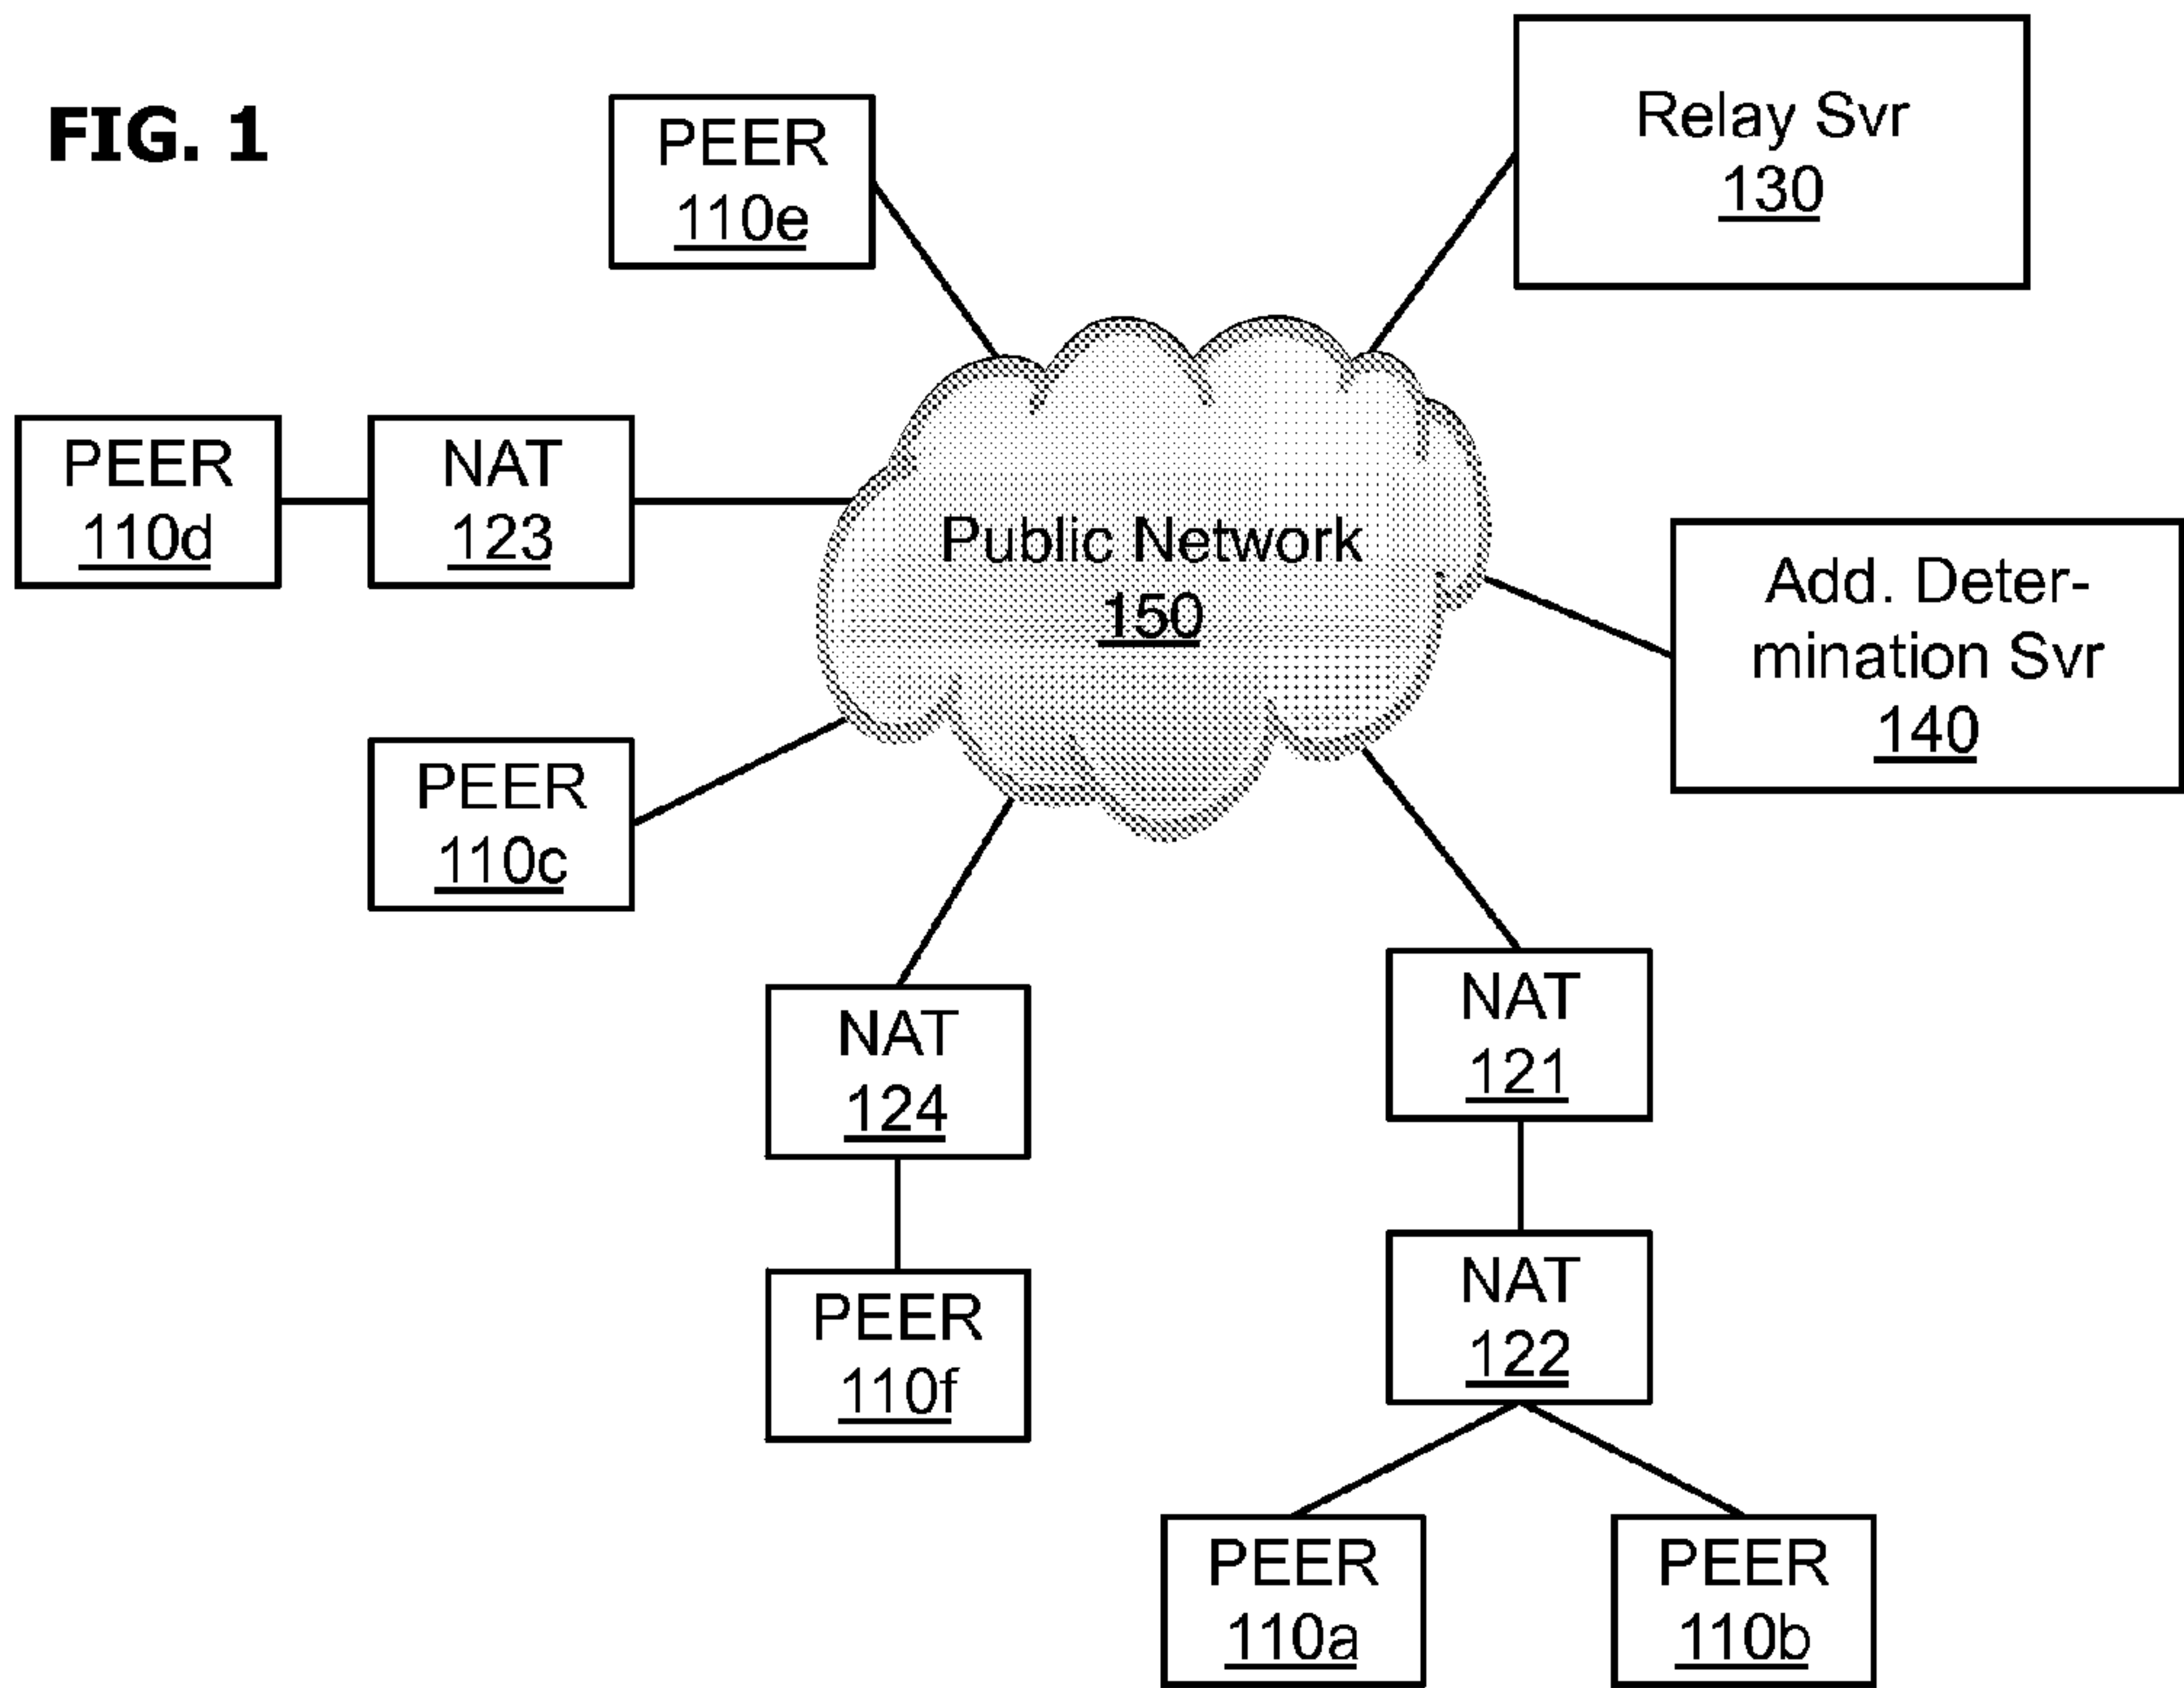 FIG. 1
PEER
110e
Relay Svr
130
PEER
110d
NAT
123
Public Network
150
Add. Deter-
mination Svr
140
PEER
110c
NAT
124
NAT
121
PEER
110f
NAT
122
PEER
110a
PEER
110b